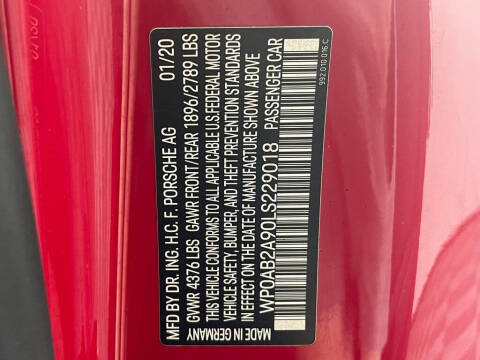 MFD BY DR. ING. H.C. F. PORSCHE AG 01/20
GVWR 4376 LBS GAWR FRONT/REAR 1896/2789 LBS
THIS VEHICLE CONFORMS TO ALL APPLICABLE U.S. FEDERAL MOTOR
VEHICLE SAFETY, BUMPER, AND THEFT PREVENTION STANDARDS
IN EFFECT ON THE DATE OF MANUFACTURE SHOWN ABOVE
WP0AB2A90LS229018 PASSENGER CAR
MADE IN GERMANY
992 010 016 C